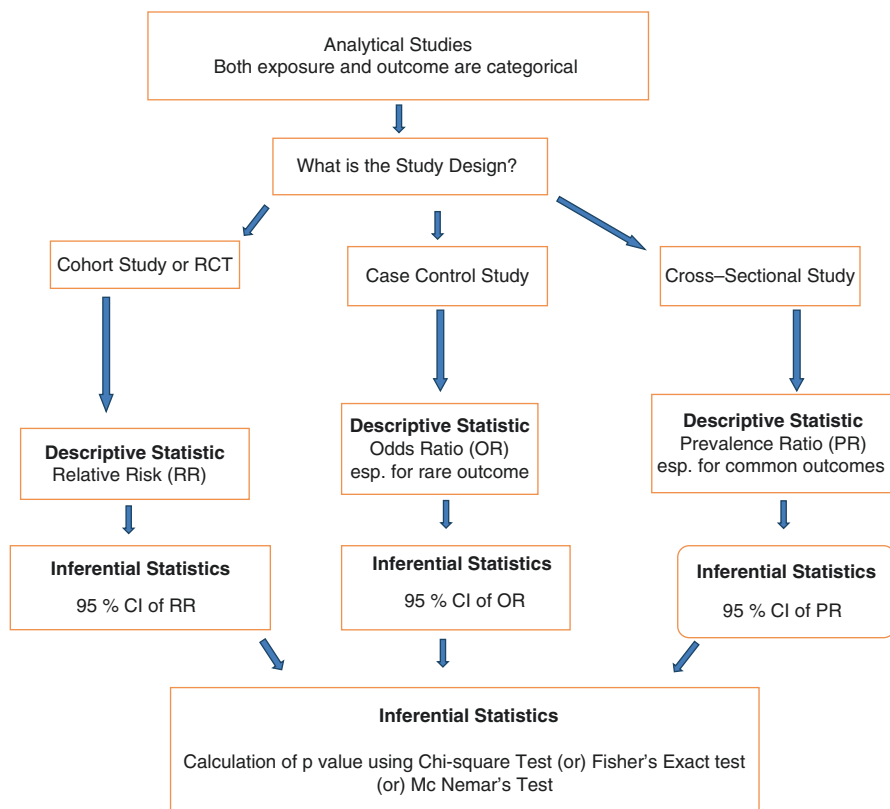 Analytical Studies
Both exposure and outcome are categorical
What is the Study Design?
Cohort Study or RCT
Case Control Study
Cross–Sectional Study
Descriptive Statistic
Relative Risk (RR)
Descriptive Statistic
Odds Ratio (OR)
esp. for rare outcome
Descriptive Statistic
Prevalence Ratio (PR)
esp. for common outcomes
Inferential Statistics
95 % CI of RR
Inferential Statistics
95 % CI of OR
Inferential Statistics
95 % CI of PR
Inferential Statistics
Calculation of p value using Chi-square Test (or) Fisher's Exact test
(or) Mc Nemar's Test